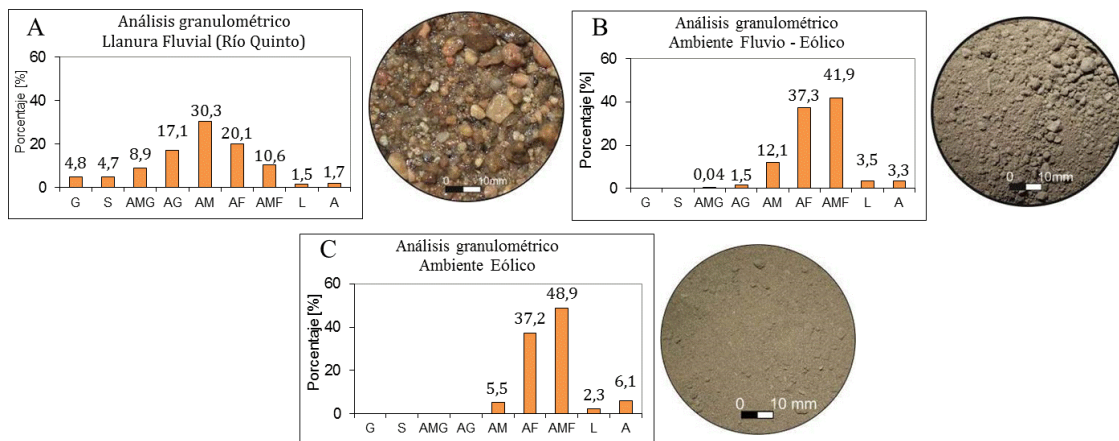 A
Análisis granulométrico
Llanura Fluvial (Río Quinto)
Porcentaje [%]
60
40
20
0
4,8 4,7 8,9 17,1 30,3 20,1 10,6 1,5 1,7
G S AMG AG AM AF AMF L A
0 10mm
B
Análisis granulométrico
Ambiente Fluvio - Eólico
Porcentaje [%]
60
40
20
0
0,04 1,5 12,1 37,3 41,9 3,5 3,3
G S AMG AG AM AF AMF L A
0 10mm
C
Análisis granulométrico
Ambiente Eólico
Porcentaje [%]
60
40
20
0
5,5 37,2 48,9 2,3 6,1
G S AMG AG AM AF AMF L A
0 10 mm